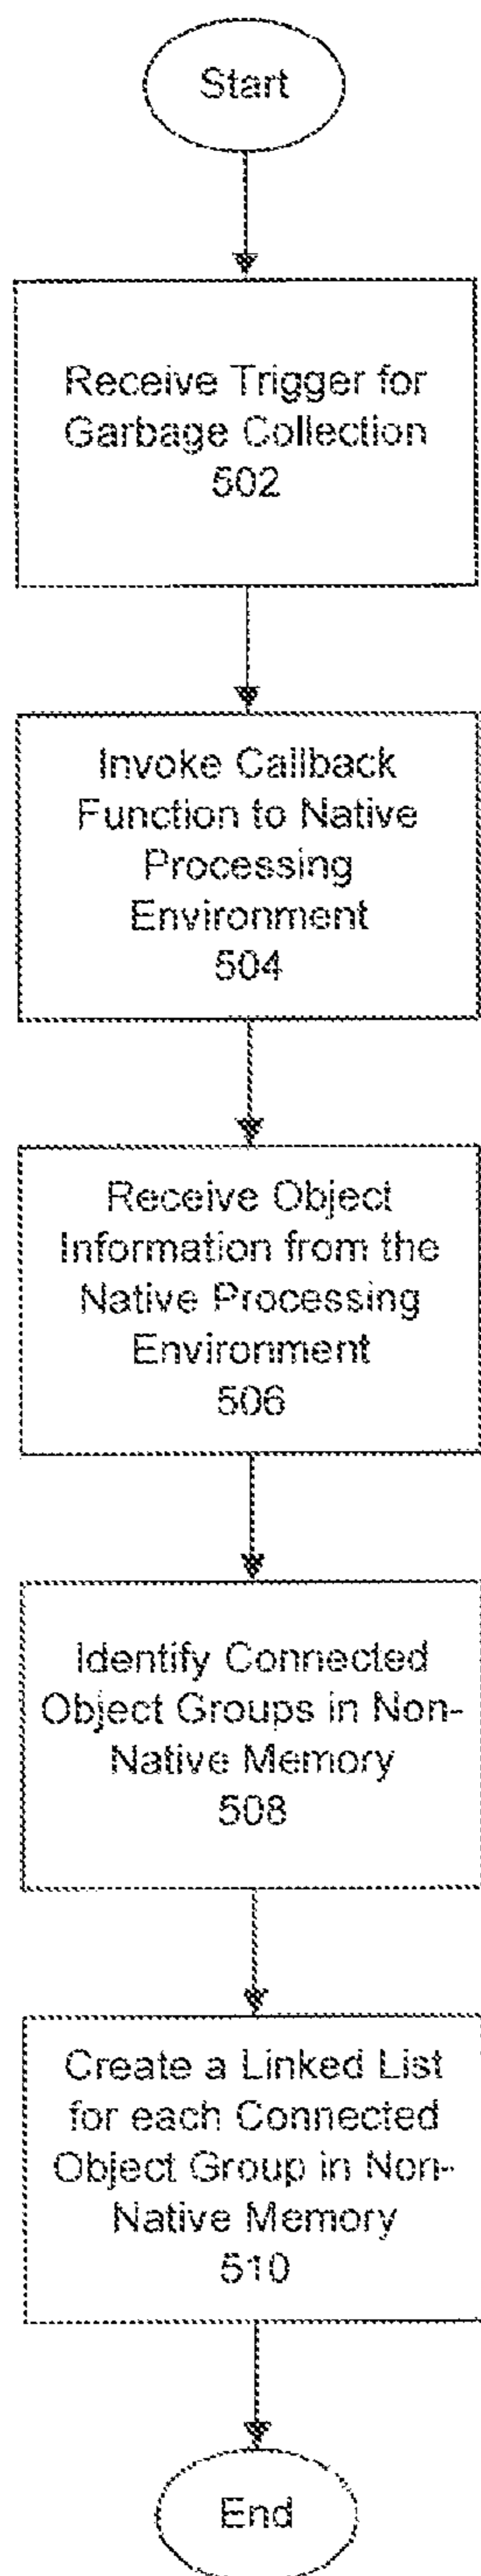 Start
Receive Trigger for
Garbage Collection
502
Invoke Callback
Function to Native
Processing
Environment
504
Receive Object
Information from the
Native Processing
Environment
506
Identify Connected
Object Groups in Non-
Native Memory
508
Create a Linked List
for each Connected
Object Group in Non-
Native Memory
510
End